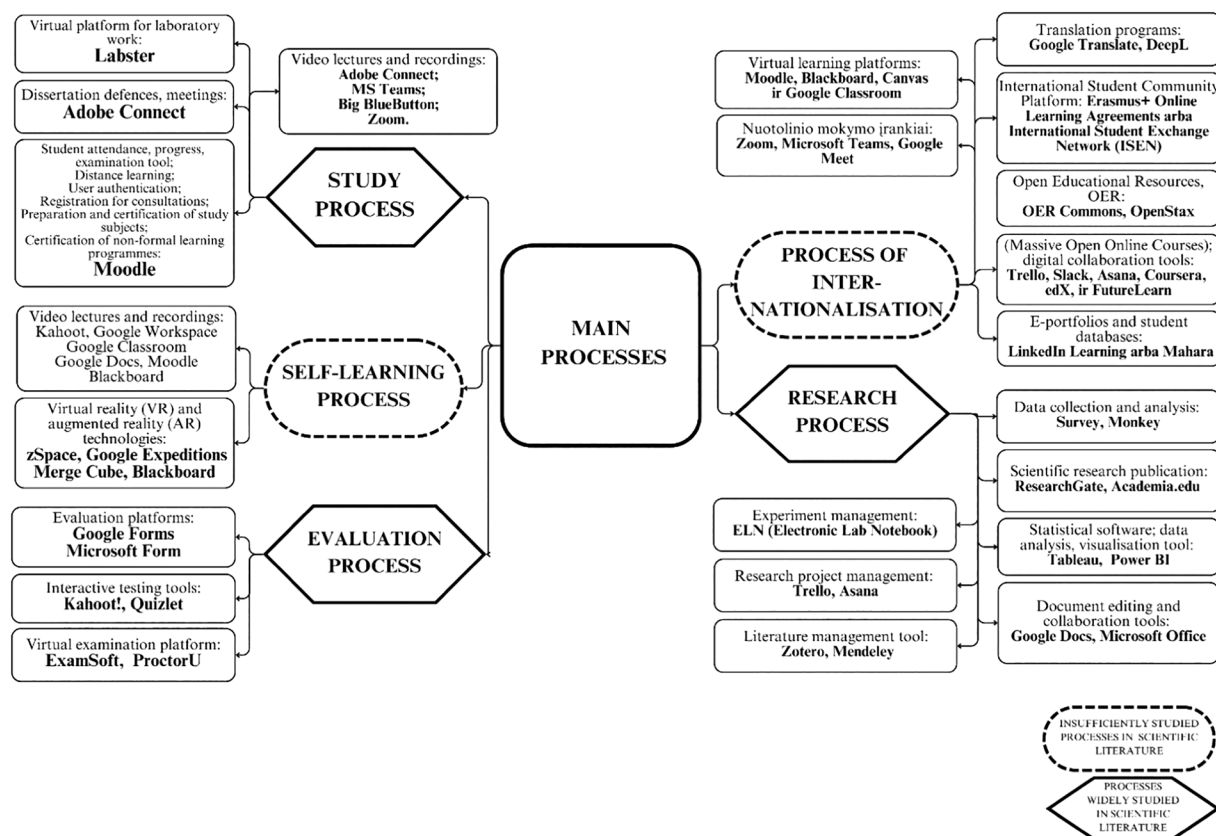 Virtual platform for laboratory
work:
Labster
Dissertation defences, meetings:
Adobe Connect
Student attendance, progress,
examination tool;
Distance learning;
User authentication;
Registration for consultations;
Preparation and certification of study
subjects;
Certification of non-formal learning
programmes:
Moodle
Video lectures and recordings:
Adobe Connect;
MS Teams;
Big BlueButton;
Zoom.
STUDY
PROCESS
Video lectures and recordings:
Kahoot, Google Workspace
Google Classroom
Google Docs, Moodle
Blackboard
Virtual reality (VR) and
augmented reality (AR)
technologies:
zSpace, Google Expeditions
Merge Cube, Blackboard
SELF-LEARNING
PROCESS
Evaluation platforms:
Google Forms
Microsoft Form
Interactive testing tools:
Kahoot!, Quizlet
Virtual examination platform:
ExamSoft, ProctorU
EVALUATION
PROCESS
MAIN
PROCESSES
Virtual learning platforms:
Moodle, Blackboard, Canvas
ir Google Classroom
Nuotolinio mokymo įrankiai:
Zoom, Microsoft Teams, Google
Meet
PROCESS OF
INTER-
NATIONALISATION
Translation programs:
Google Translate, DeepL
International Student Community
Platform: Erasmus+ Online
Learning Agreements arba
International Student Exchange
Network (ISEN)
Open Educational Resources,
OER:
OER Commons, OpenStax
(Massive Open Online Courses);
digital collaboration tools:
Trello, Slack, Asana, Coursera,
edX, ir FutureLearn
E-portfolios and student
databases:
LinkedIn Learning arba Mahara
RESEARCH
PROCESS
Experiment management:
ELN (Electronic Lab Notebook)
Research project management:
Trello, Asana
Literature management tool:
Zotero, Mendeley
Data collection and analysis:
Survey, Monkey
Scientific research publication:
ResearchGate, Academia.edu
Statistical software; data
analysis, visualisation tool:
Tableau, Power BI
Document editing and
collaboration tools:
Google Docs, Microsoft Office
INSUFFICIENTLY STUDIED
PROCESSES IN SCIENTIFIC
LITERATURE
PROCESSES
WIDELY STUDIED
IN SCIENTIFIC
LITERATURE